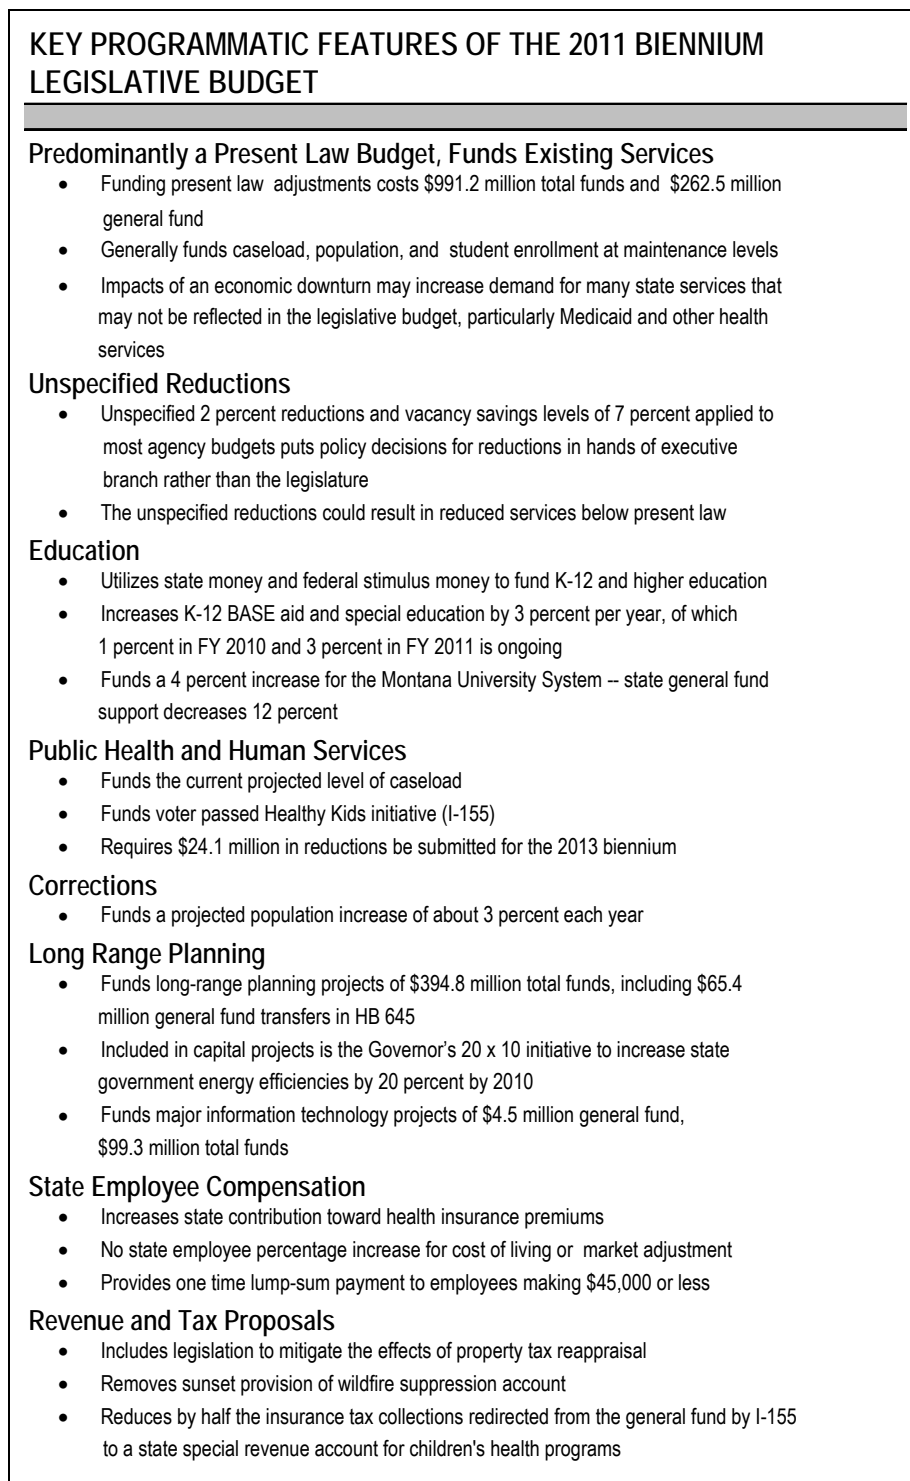 KEY PROGRAMMATIC FEATURES OF THE 2011 BIENNIUM
LEGISLATIVE BUDGET
Predominantly a Present Law Budget, Funds Existing Services
• Funding present law adjustments costs $991.2 million total funds and $262.5 million
general fund
• Generally funds caseload, population, and student enrollment at maintenance levels
• Impacts of an economic downturn may increase demand for many state services that
may not be reflected in the legislative budget, particularly Medicaid and other health
services
Unspecified Reductions
• Unspecified 2 percent reductions and vacancy savings levels of 7 percent applied to
most agency budgets puts policy decisions for reductions in hands of executive
branch rather than the legislature
• The unspecified reductions could result in reduced services below present law
Education
• Utilizes state money and federal stimulus money to fund K-12 and higher education
• Increases K-12 BASE aid and special education by 3 percent per year, of which
1 percent in FY 2010 and 3 percent in FY 2011 is ongoing
• Funds a 4 percent increase for the Montana University System -- state general fund
support decreases 12 percent
Public Health and Human Services
• Funds the current projected level of caseload
• Funds voter passed Healthy Kids initiative (I-155)
• Requires $24.1 million in reductions be submitted for the 2013 biennium
Corrections
• Funds a projected population increase of about 3 percent each year
Long Range Planning
• Funds long-range planning projects of $394.8 million total funds, including $65.4
million general fund transfers in HB 645
• Included in capital projects is the Governor’s 20 x 10 initiative to increase state
government energy efficiencies by 20 percent by 2010
• Funds major information technology projects of $4.5 million general fund,
$99.3 million total funds
State Employee Compensation
• Increases state contribution toward health insurance premiums
• No state employee percentage increase for cost of living or market adjustment
• Provides one time lump-sum payment to employees making $45,000 or less
Revenue and Tax Proposals
• Includes legislation to mitigate the effects of property tax reappraisal
• Removes sunset provision of wildfire suppression account
• Reduces by half the insurance tax collections redirected from the general fund by I-155
to a state special revenue account for children's health programs